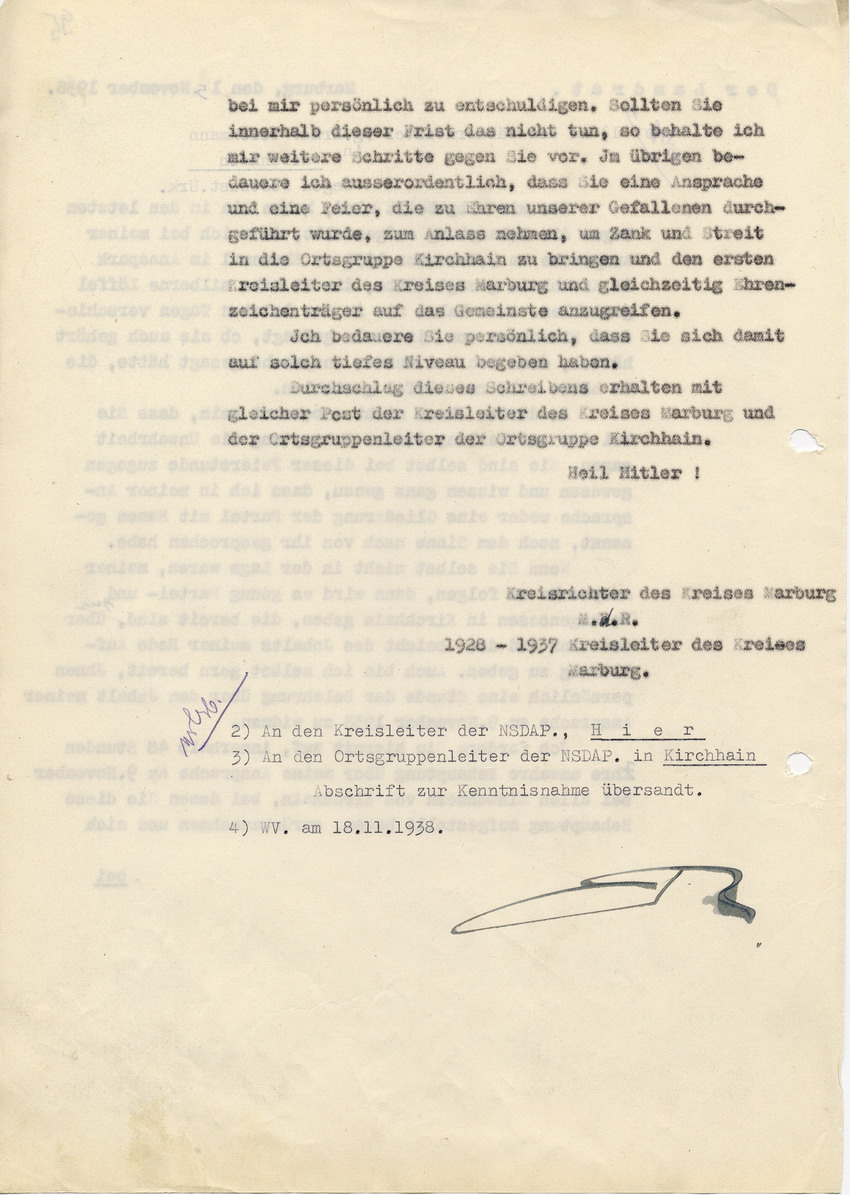 bei mir persönlich zu entschuldigen. Sollten Sie
innerhalb dieser Frist das nicht tun, so behalte ich
mir weitere Schritte gegen Sie vor. Jm übrigen be-
dauere ich ausserordentlich, dass Sie eine Ansprache
und eine Feier, die zu Ehren unserer Gefallenen durch-
geführt wurde, zum Anlass nehmen, um Zank und Streit
in die Ortsgruppe Kirchhain zu bringen und den ersten
Kreisleiter des Kreises Marburg und gleichzeitig Ehren-
zeichenträger auf das Gemeinste anzugreifen.
Jch bedauere Sie persönlich, dass Sie sich damit
auf solch tiefes Niveau begeben haben.
Durchschlag dieses Schreibens erhalten mit
gleicher Post der Kreisleiter des Kreises Marburg und
der Ortsgruppenleiter der Ortsgruppe Kirchhain.
Heil Hitler !
Kreisrichter des Kreises Marburg
M.d.R.
1928 - 1937 Kreisleiter des Kreises
Marburg.
2) An den Kreisleiter der NSDAP., H i e r
3) An den Ortsgruppenleiter der NSDAP. in Kirchhain
Abschrift zur Kenntnisnahme übersandt.
4) WV. am 18.11.1938.